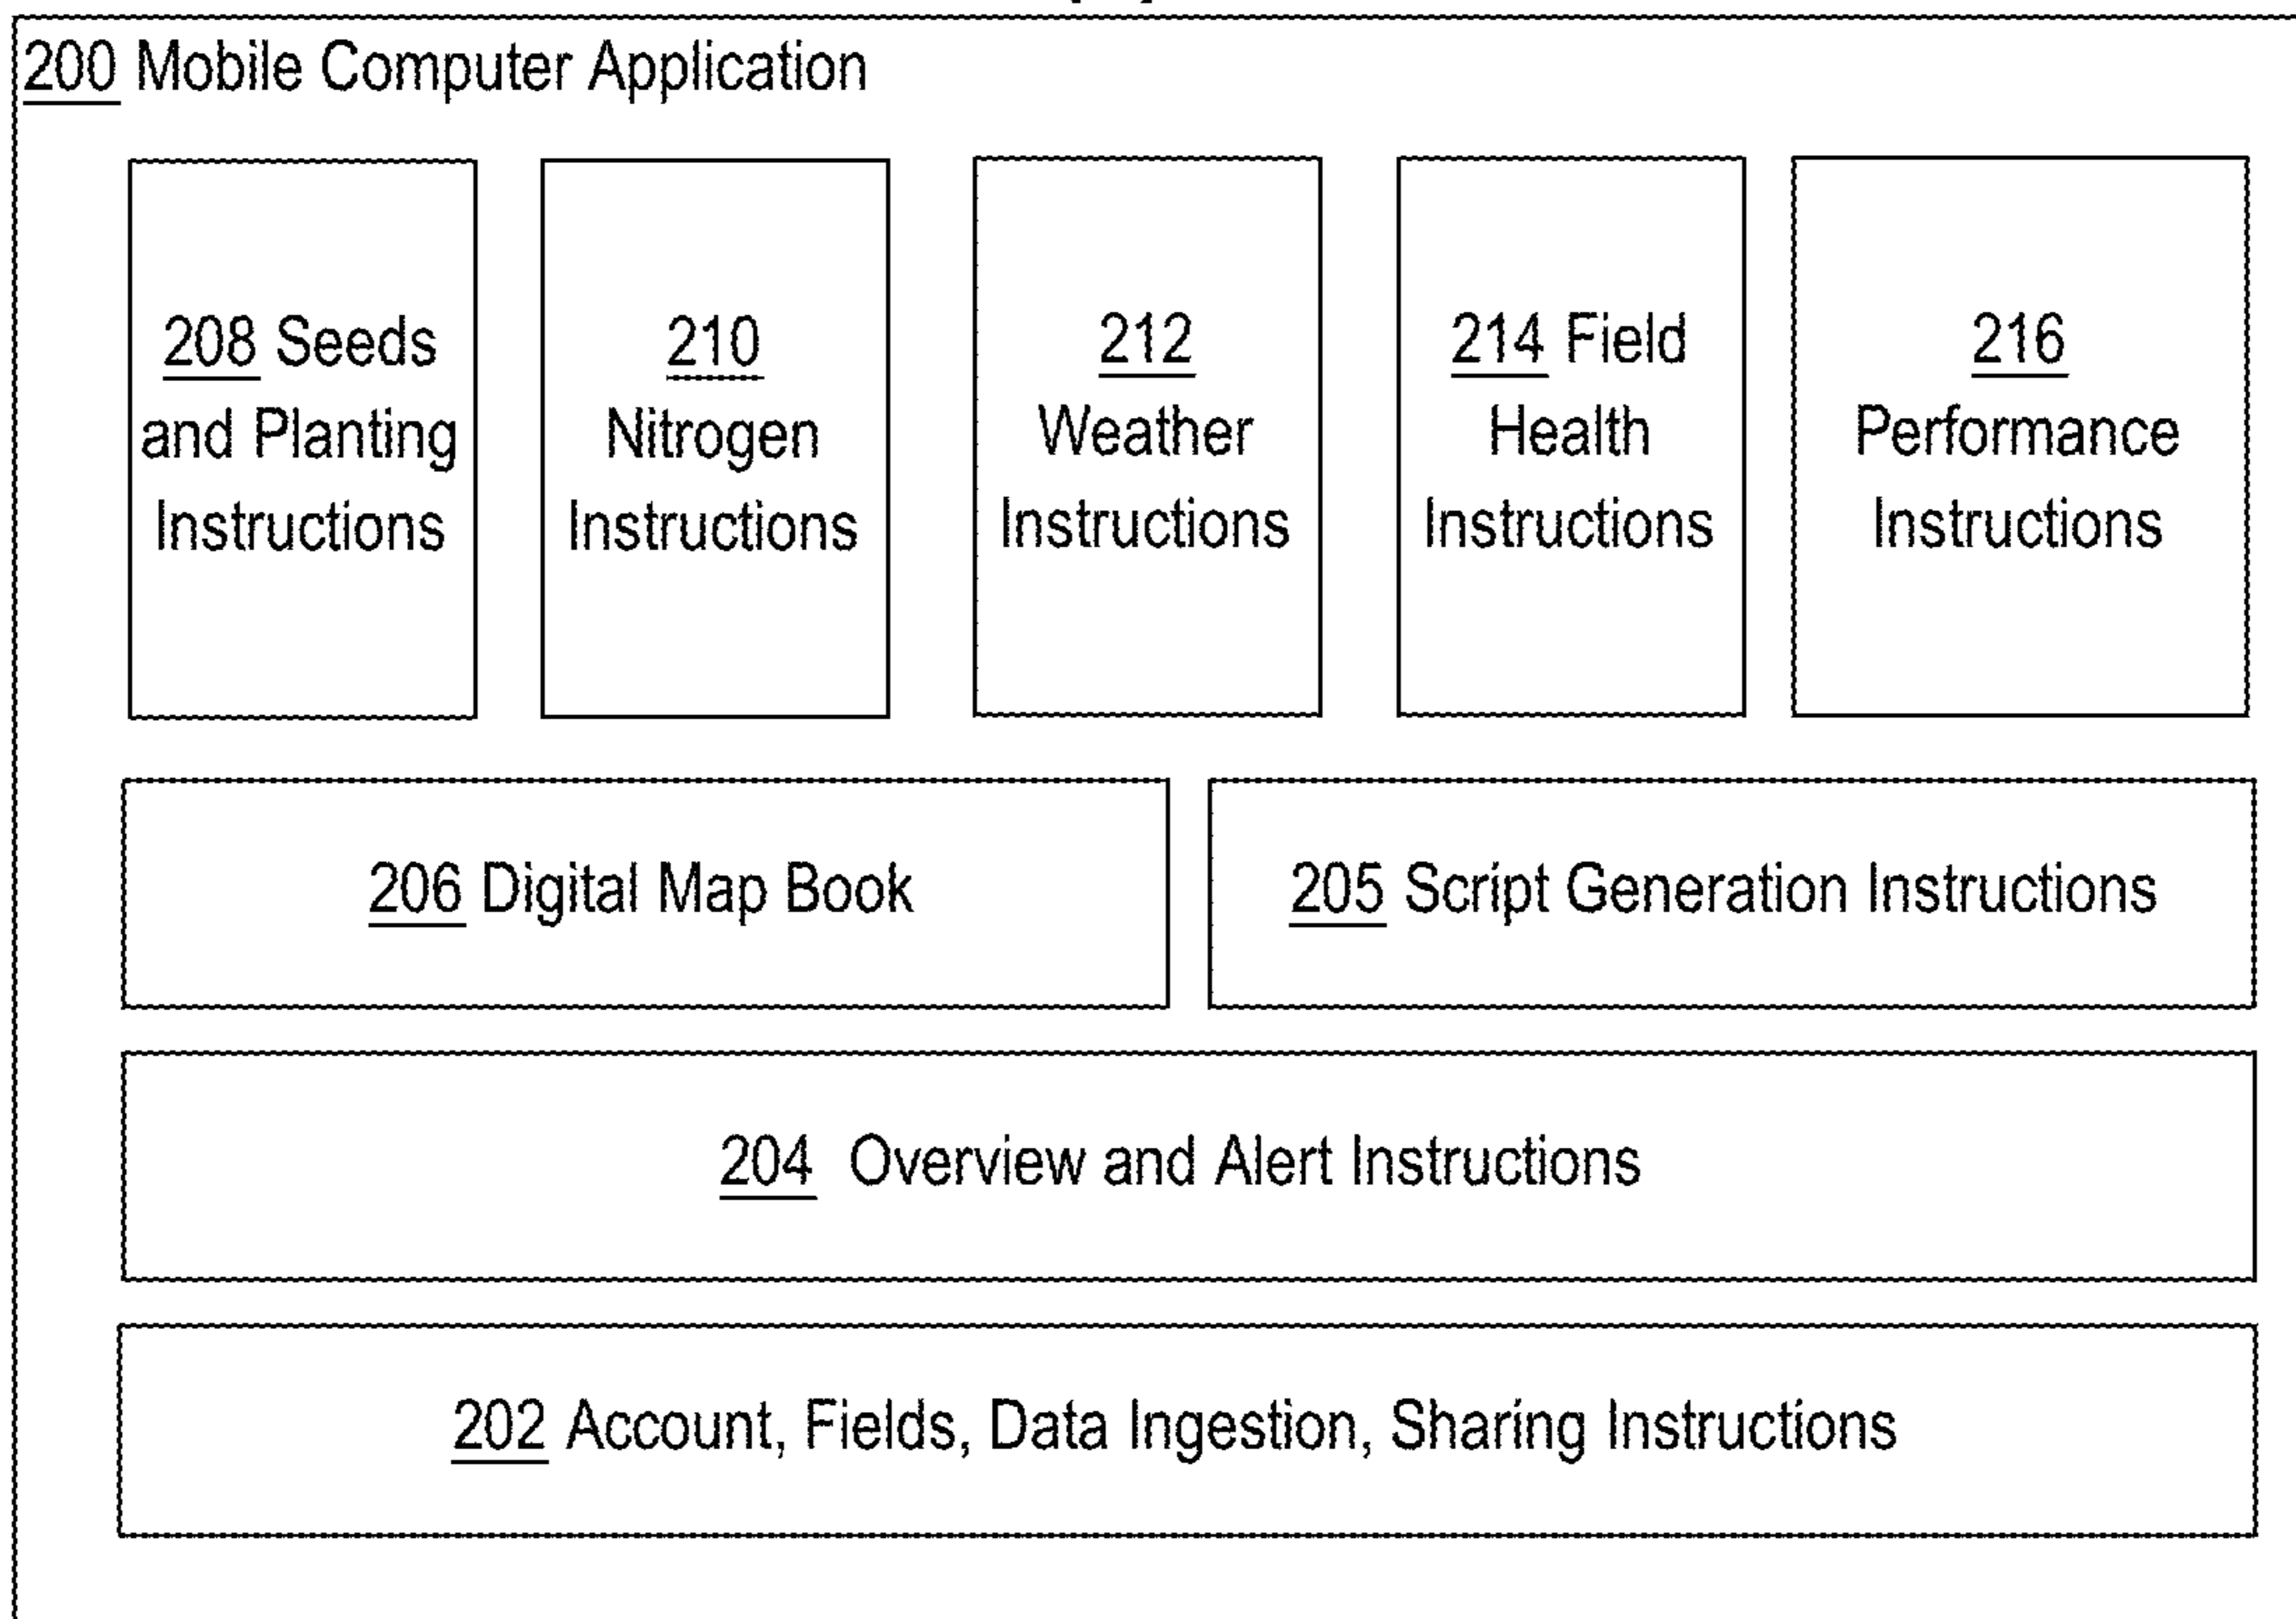 200 Mobile Computer Application
208 Seeds
and Planting
Instructions
210
Nitrogen
Instructions
212
Weather
Instructions
214 Field
Health
Instructions
216
Performance
Instructions
206 Digital Map Book
205 Script Generation Instructions
204 Overview and Alert Instructions
202 Account, Fields, Data Ingestion, Sharing Instructions